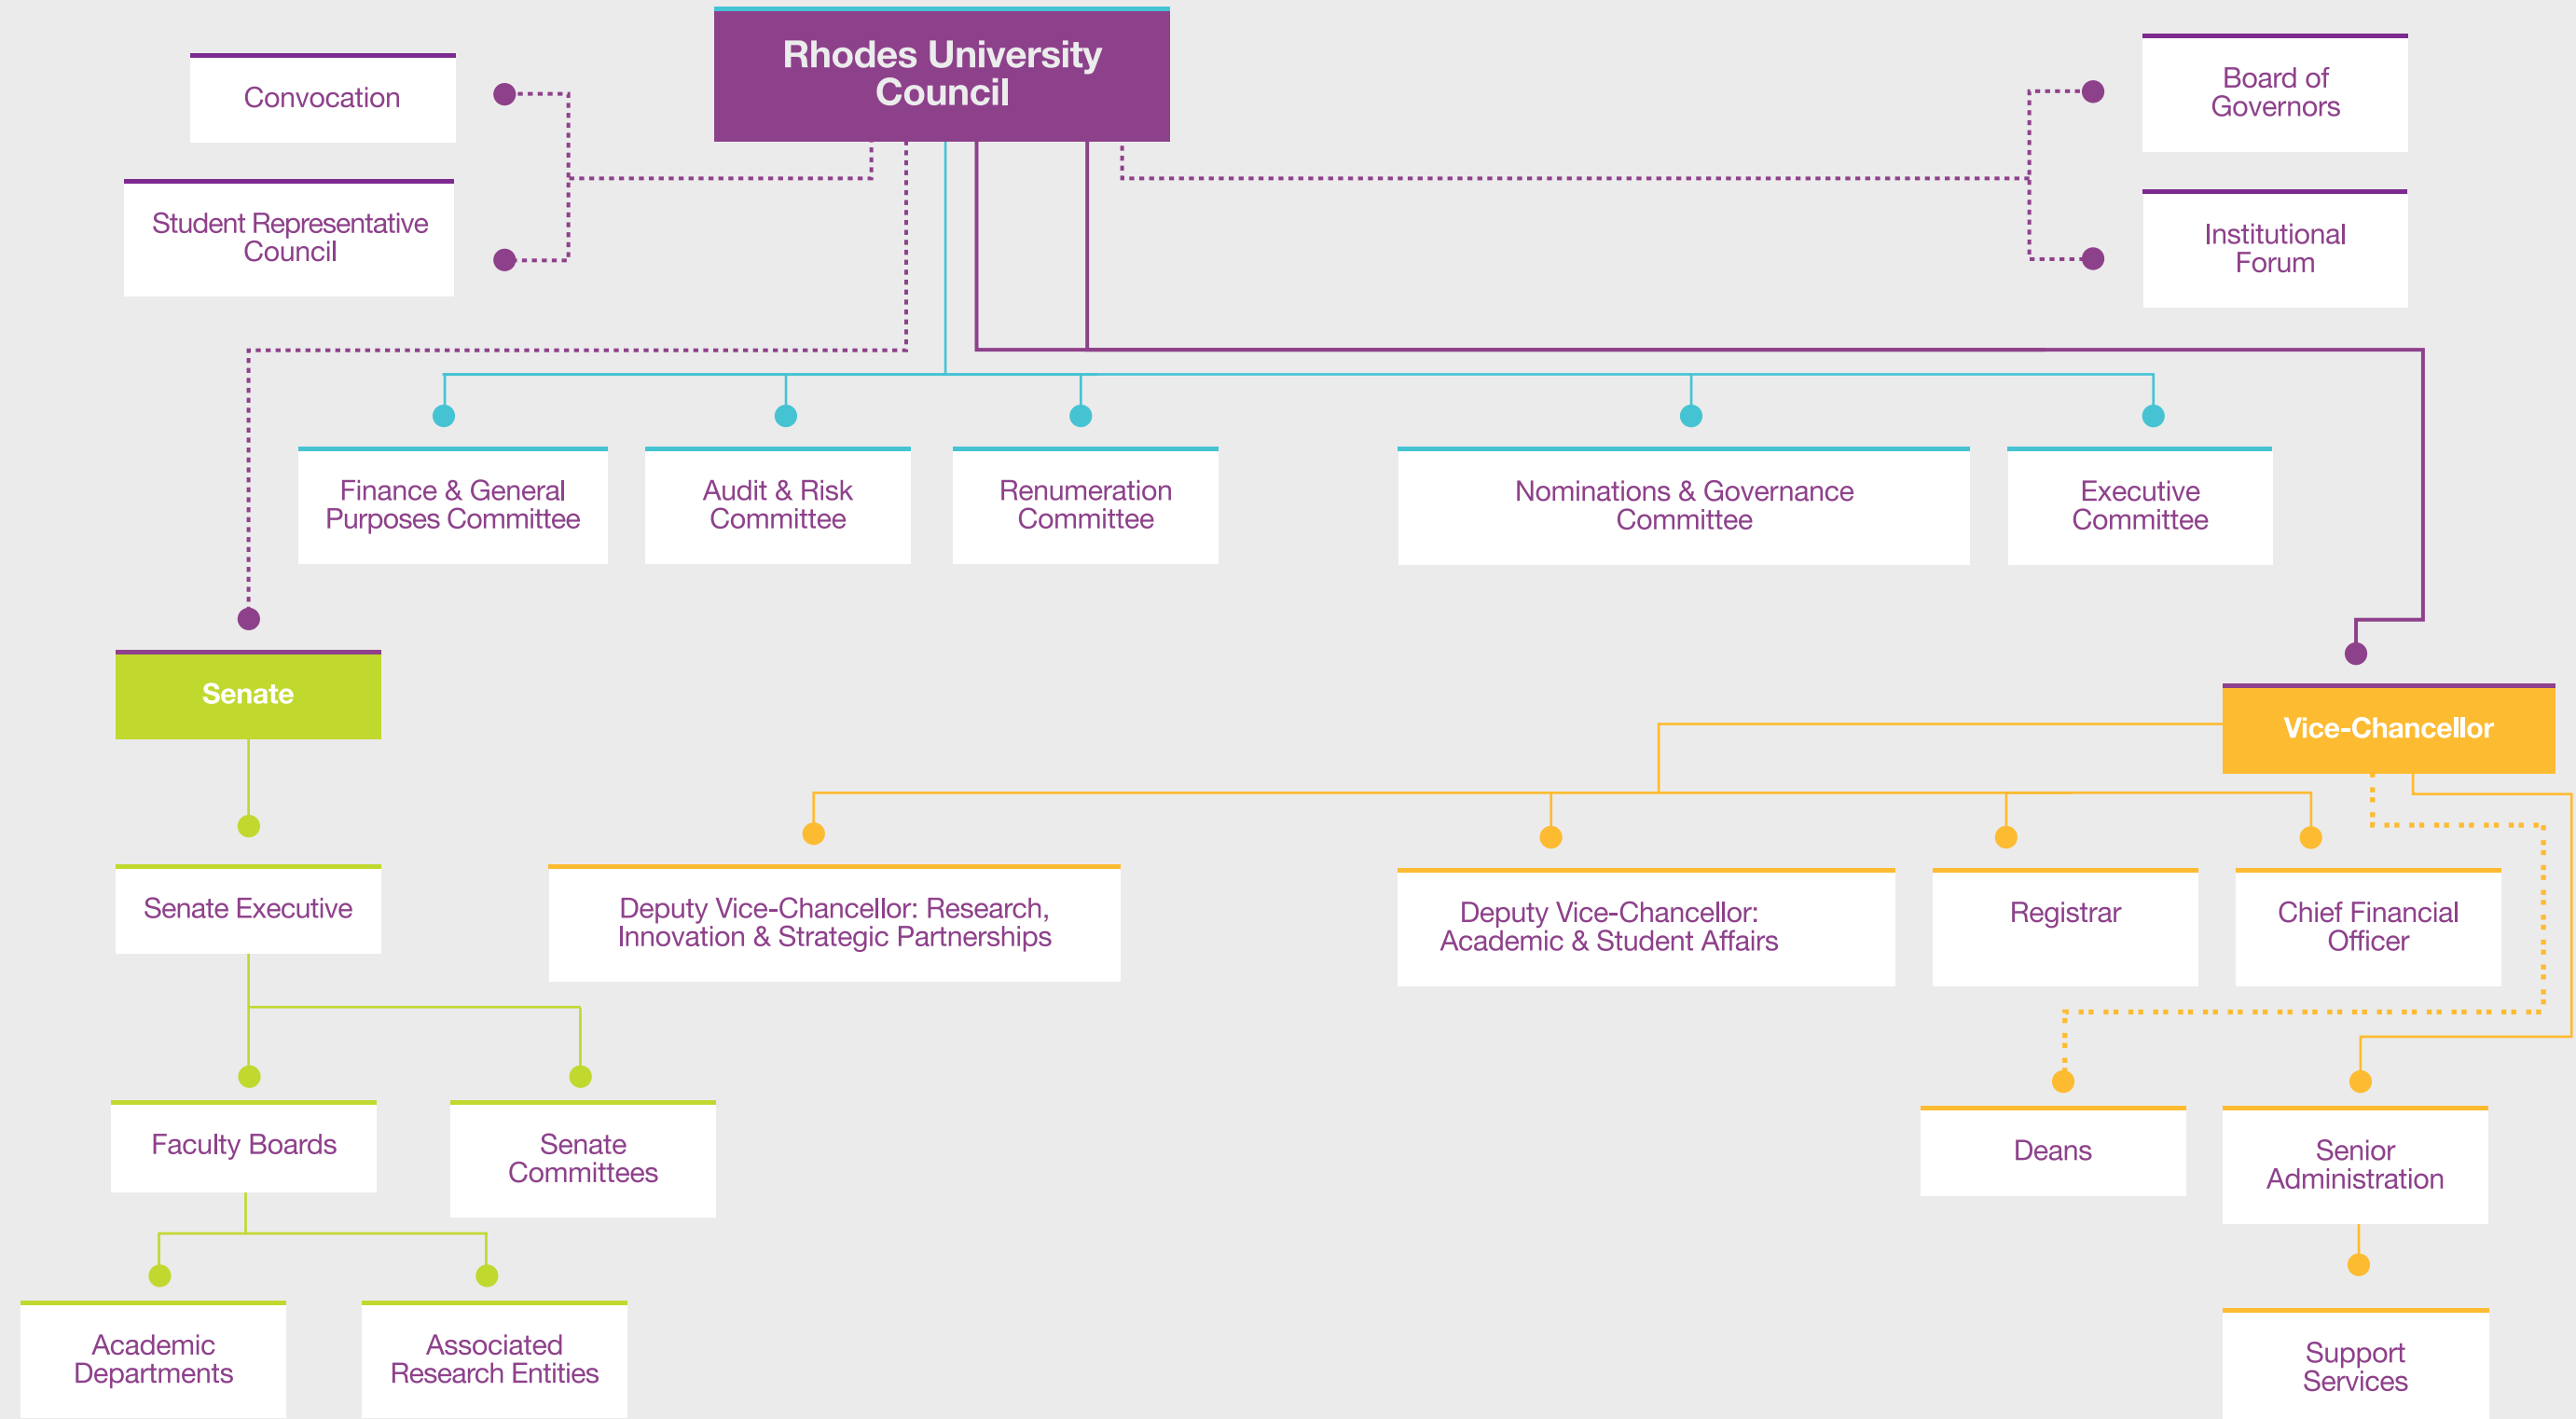 Rhodes University
Council
Convocation
Student Representative
Council
Board of
Governors
Institutional
Forum
Finance & General
Purposes Committee
Audit & Risk
Committee
Renumeration
Committee
Nominations & Governance
Committee
Executive
Committee
Senate
Vice-Chancellor
Senate Executive
Deputy Vice-Chancellor: Research,
Innovation & Strategic Partnerships
Deputy Vice-Chancellor:
Academic & Student Affairs
Registrar
Chief Financial
Officer
Faculty Boards
Senate
Committees
Deans
Senior
Administration
Academic
Departments
Associated
Research Entities
Support
Services